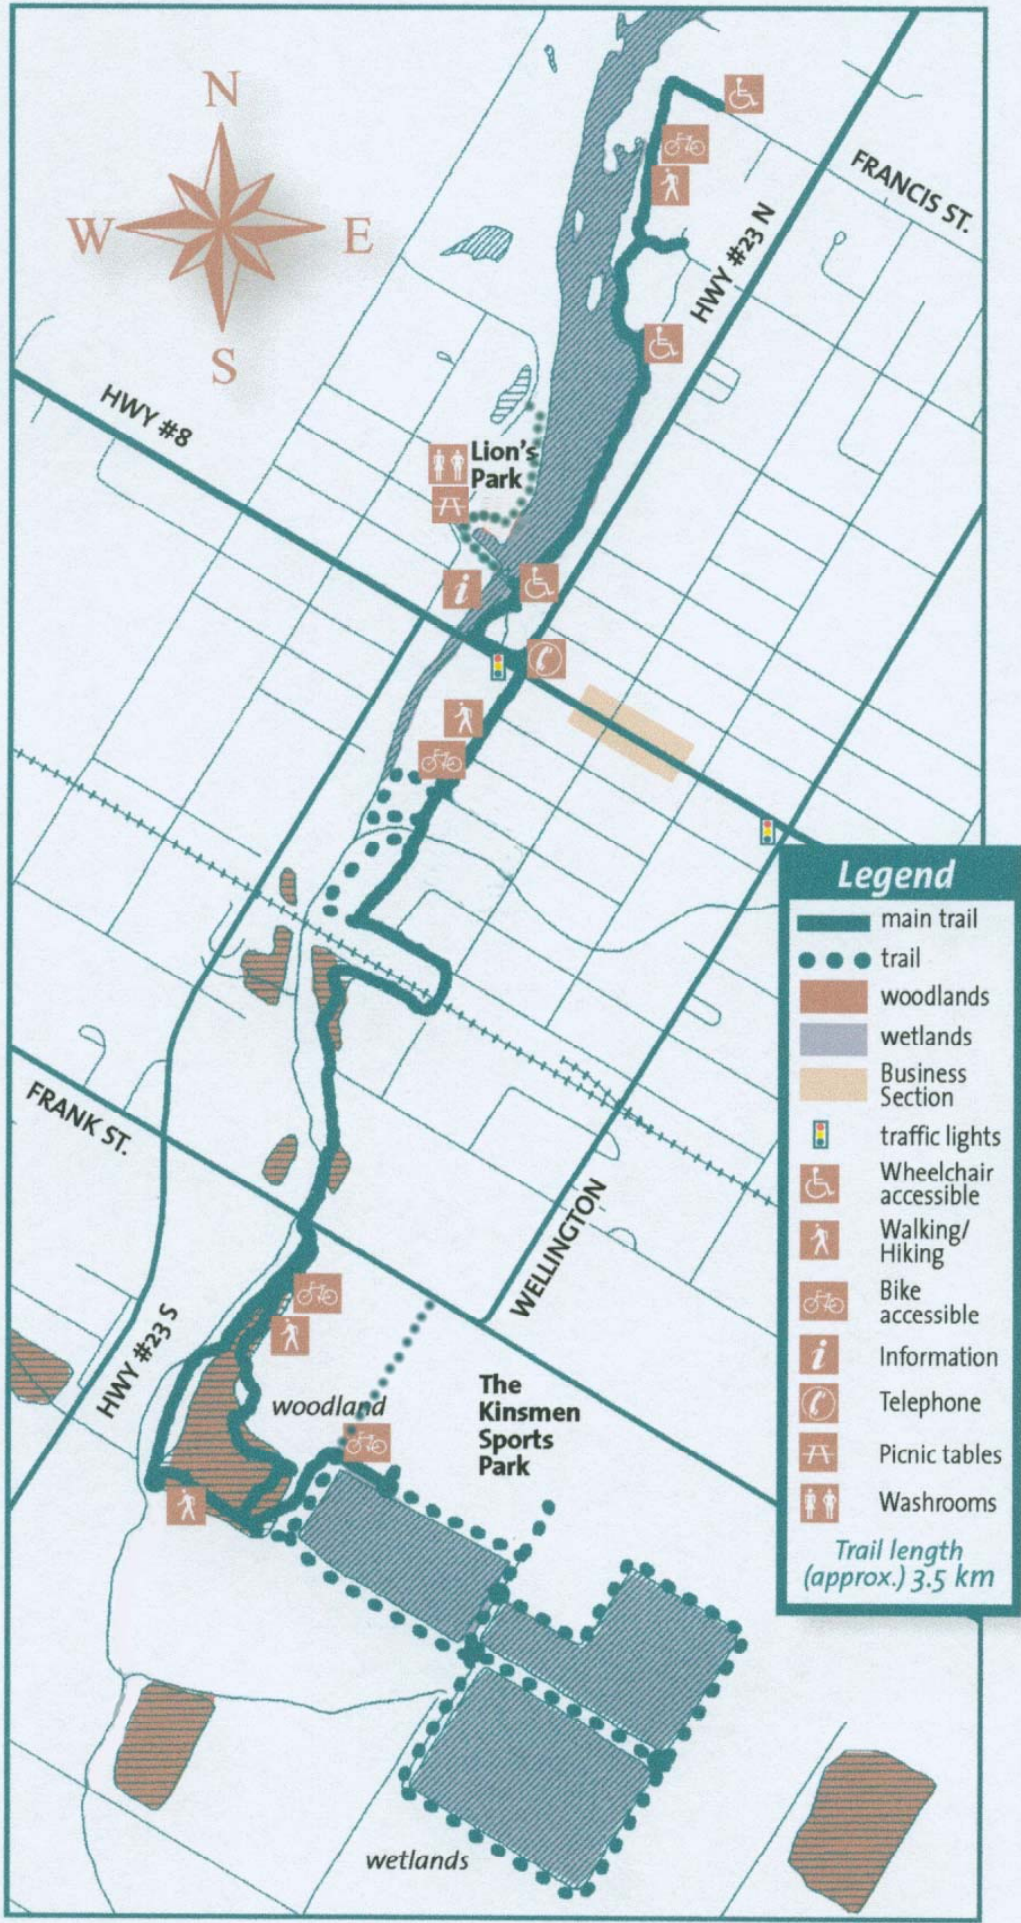 N
W
E
S
FRANCIS ST.
HWY #23 N
HWY #8
Lion's
Park
i
FRANK ST.
WELLINGTON
HWY #23 S
woodland
The
Kinsmen
Sports
Park
wetlands
Legend
main trail
trail
woodlands
wetlands
Business
Section
traffic lights
Wheelchair
accessible
Walking/
Hiking
Bike
accessible
i
Information
Telephone
Picnic tables
Washrooms
Trail length
(approx.) 3.5 km